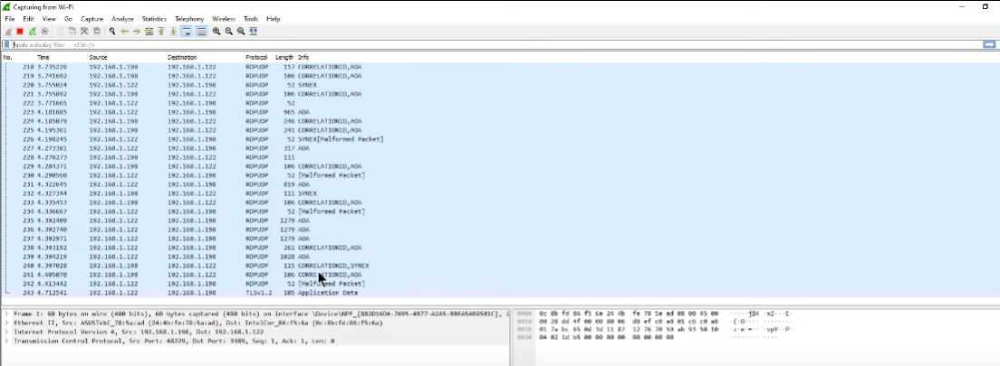 Capturing from Wi-Fi
File Edit View Go Capture Analyze Statistics Telephony Wireless Tools Help
Apply a display filter ... <Ctrl-/>
No. Time Source Destination Protocol Length Info
218 3.735226 192.168.1.198 192.168.1.122 RDPUDP 117 CORRELATIONID,AOA
219 3.741692 192.168.1.122 192.168.1.198 RDPUDP 106 CORRELATIONID,AOA
220 3.755024 192.168.1.198 192.168.1.122 RDPUDP 52 SYNEX
221 3.755892 192.168.1.198 192.168.1.122 RDPUDP 106 CORRELATIONID,AOA
222 3.771665 192.168.1.122 192.168.1.198 RDPUDP 52
223 4.181885 192.168.1.122 192.168.1.198 RDPUDP 965 AOA
224 4.185079 192.168.1.198 192.168.1.122 RDPUDP 246 CORRELATIONID,AOA
225 4.195361 192.168.1.122 192.168.1.198 RDPUDP 241 CORRELATIONID,AOA
226 4.198245 192.168.1.198 192.168.1.122 RDPUDP 52 SYNEX[Malformed Packet]
227 4.273381 192.168.1.122 192.168.1.198 RDPUDP 317 AOA
228 4.276273 192.168.1.198 192.168.1.122 RDPUDP 111
229 4.284371 192.168.1.122 192.168.1.198 RDPUDP 106 CORRELATIONID,AOA
230 4.290560 192.168.1.198 192.168.1.122 RDPUDP 52 [Malformed Packet]
231 4.322645 192.168.1.122 192.168.1.198 RDPUDP 819 AOA
232 4.327344 192.168.1.198 192.168.1.122 RDPUDP 111 SYNEX
233 4.335453 192.168.1.122 192.168.1.198 RDPUDP 106 CORRELATIONID,AOA
234 4.336667 192.168.1.198 192.168.1.122 RDPUDP 52 [Malformed Packet]
235 4.392409 192.168.1.122 192.168.1.198 RDPUDP 1279 AOA
236 4.392740 192.168.1.122 192.168.1.198 RDPUDP 1279 AOA
237 4.392971 192.168.1.122 192.168.1.198 RDPUDP 1279 AOA
238 4.393192 192.168.1.122 192.168.1.198 RDPUDP 261 CORRELATIONID,AOA
239 4.394219 192.168.1.122 192.168.1.198 RDPUDP 1028 AOA
240 4.397028 192.168.1.198 192.168.1.122 RDPUDP 115 CORRELATIONID,SYNEX
241 4.405070 192.168.1.122 192.168.1.198 RDPUDP 106 CORRELATIONID,AOA
242 4.413442 192.168.1.198 192.168.1.122 RDPUDP 52 [Malformed Packet]
243 4.712541 192.168.1.122 192.168.1.198 TLSv1.2 105 Application Data
Frame 1: 60 bytes on wire (480 bits), 60 bytes captured (480 bits) on interface
Ethernet II, Src: ASUSTekC_78:5a:ad (24:4b:fe:78:5a:ad), Dst: IntelCor_86:f5:6a (0c:8b:fd:86:f5:6a)
Internet Protocol Version 4, Src: 192.168.1.198, Dst: 192.168.1.122
Transmission Control Protocol, Src Port: 48229, Dst Port: 3389, Seq: 1, Ack: 1, Len: 0
0000 0c 8b fd 86 f5 6a 24 4b fe 78 5a ad 08 00 45 00
0010 00 28 dd 4f 00 00 80 06 d8 ef c0 a8 01 c6 c0 a8
0020 01 7a bc 65 0d 3d 11 87 12 76 70 59 ab 93 50 10
0030 04 02 1d b5 00 00 00 00 00 00 00 00